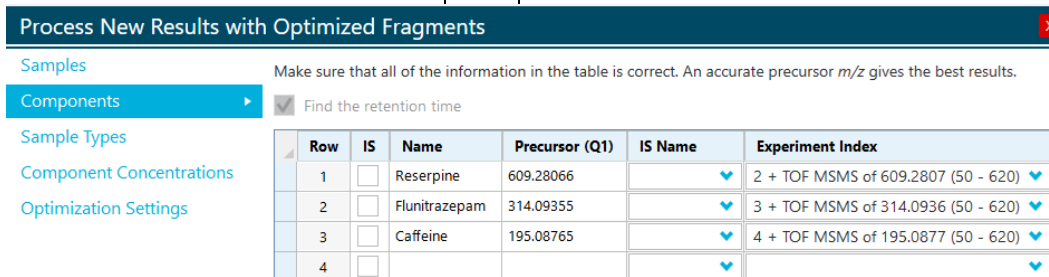 Process New Results with Optimized Fragments
Samples
Components
Sample Types
Component Concentrations
Optimization Settings
Make sure that all of the information in the table is correct. An accurate precursor m/z gives the best results.
Find the retention time
Row IS Name Precursor (Q1) IS Name Experiment Index
1 Reserpine 609.28066 2 + TOF MSMS of 609.2807 (50 - 620)
2 Flunitrazepam 314.09355 3 + TOF MSMS of 314.0936 (50 - 620)
3 Caffeine 195.08765 4 + TOF MSMS of 195.0877 (50 - 620)
4